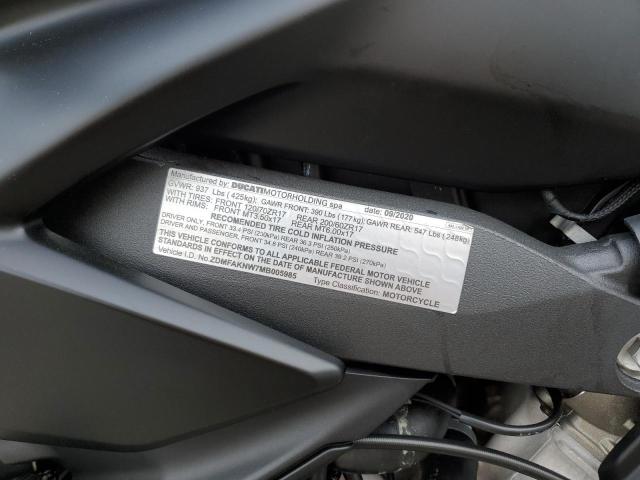 Manufactured by: DUCATIMOTORHOLDING spa date: 09/2020
GVWR: 937 Lbs (425kg); GAWR FRONT: 390 Lbs (177kg); GAWR REAR: 547 Lbs (248kg)
WITH TIRES: FRONT 120/70ZR17 REAR 200/60ZR17
WITH RIMS: FRONT MT3.50x17 REAR MT6.00x17
RECOMENDED TIRE COLD INFLATION PRESSURE
DRIVER ONLY: FRONT 33.4 PSI (230kPa) REAR 36.3 PSI (250kPa)
DRIVER AND PASSENGER: FRONT 34.8 PSI (240kPa) REAR 39.2 PSI (270kPa)
THIS VEHICLE CONFORMS TO ALL APPLICABLE FEDERAL MOTOR VEHICLE
STANDARDS IN EFFECT ON THE DATE OF MANUFACTURE SHOWN ABOVE
Vehicle I.D. No. ZDMFAKHW7MB005985 Type Classification: MOTORCYCLE